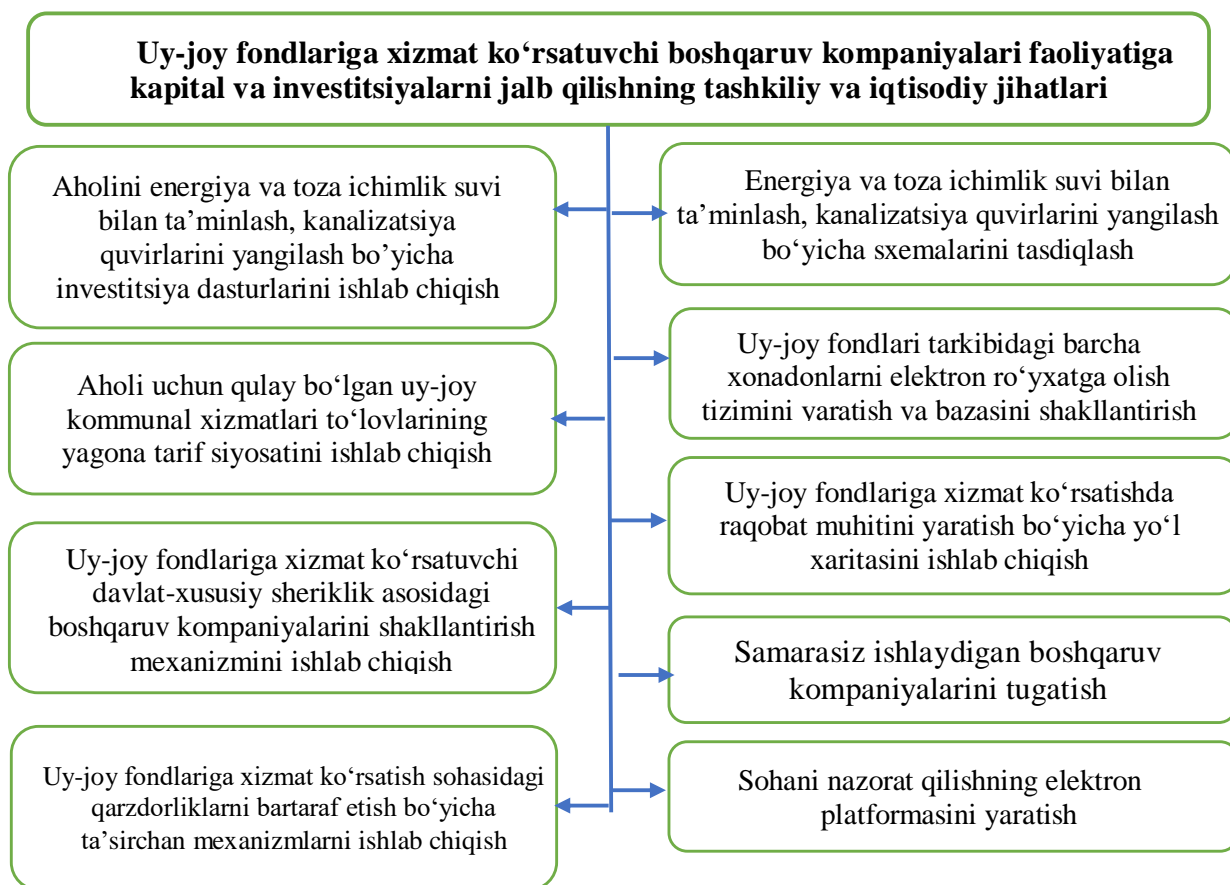 Uy-joy fondlariga xizmat ko‘rsatuvchi boshqaruv kompaniyalari faoliyatiga
kapital va investitsiyalarni jalb qilishning tashkiliy va iqtisodiy jihatlari
Aholini energiya va toza ichimlik suvi
bilan ta’minlash, kanalizatsiya
quvirlarini yangilash bo’yicha
investitsiya dasturlarini ishlab chiqish
Energiya va toza ichimlik suvi bilan
ta’minlash, kanalizatsiya quvirlarini yangilash
bo‘yicha sxemalarini tasdiqlash
Aholi uchun qulay bo‘lgan uy-joy
kommunal xizmatlari to‘lovlarining
yagona tarif siyosatini ishlab chiqish
Uy-joy fondlari tarkibidagi barcha
xonadonlarni elektron ro‘yxatga olish
tizimini yaratish va bazasini shakllantirish
Uy-joy fondlariga xizmat ko‘rsatuvchi
davlat-xususiy sheriklik asosidagi
boshqaruv kompaniyalarini shakllantirish
mexanizmini ishlab chiqish
Uy-joy fondlariga xizmat ko‘rsatishda
raqobat muhitini yaratish bo‘yicha yo‘l
xaritasini ishlab chiqish
Samarasiz ishlaydigan boshqaruv
kompaniyalarini tugatish
Uy-joy fondlariga xizmat ko‘rsatish sohasidagi
qarzdorliklarni bartaraf etish bo‘yicha
ta’sirchan mexanizmlarni ishlab chiqish
Sohani nazorat qilishning elektron
platformasini yaratish